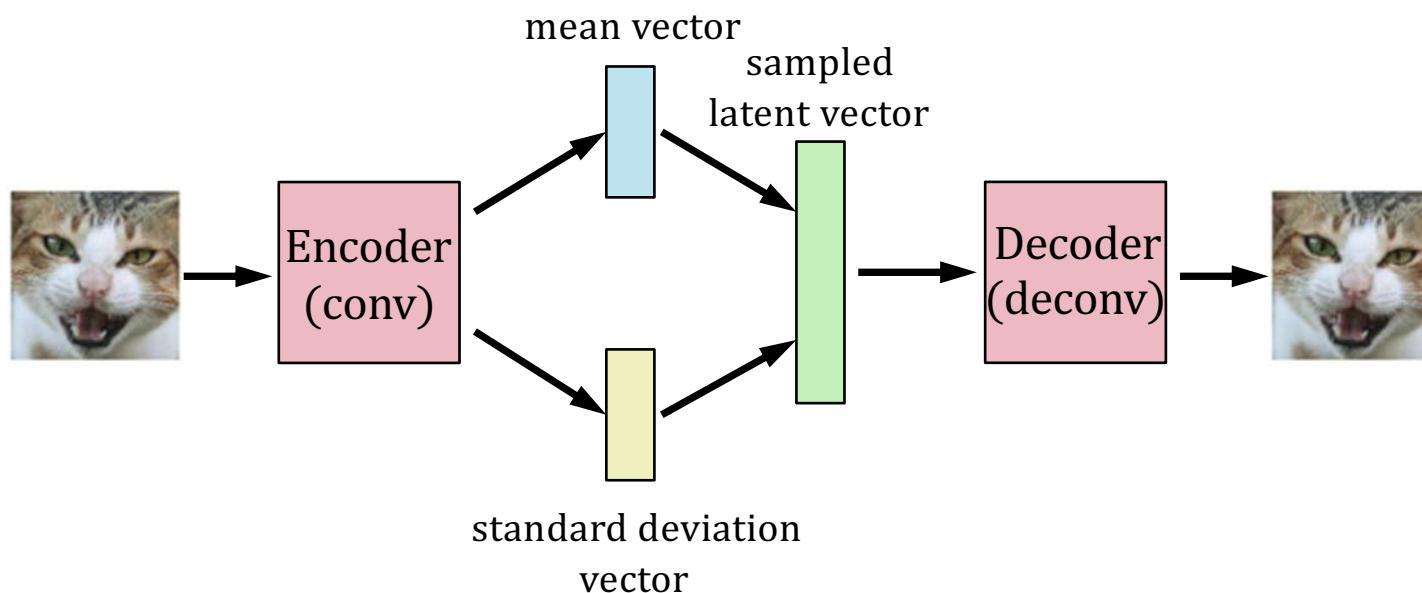 mean vector
sampled
latent vector
Encoder
(conv)
Decoder
(deconv)
standard deviation
vector